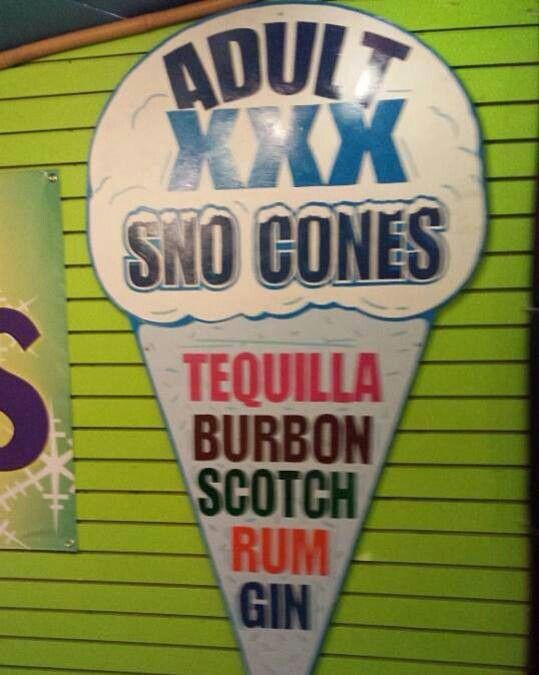 ADULT
XXX
SNO CONES
TEQUILLA
BURBON
SCOTCH
RUM
GIN
S